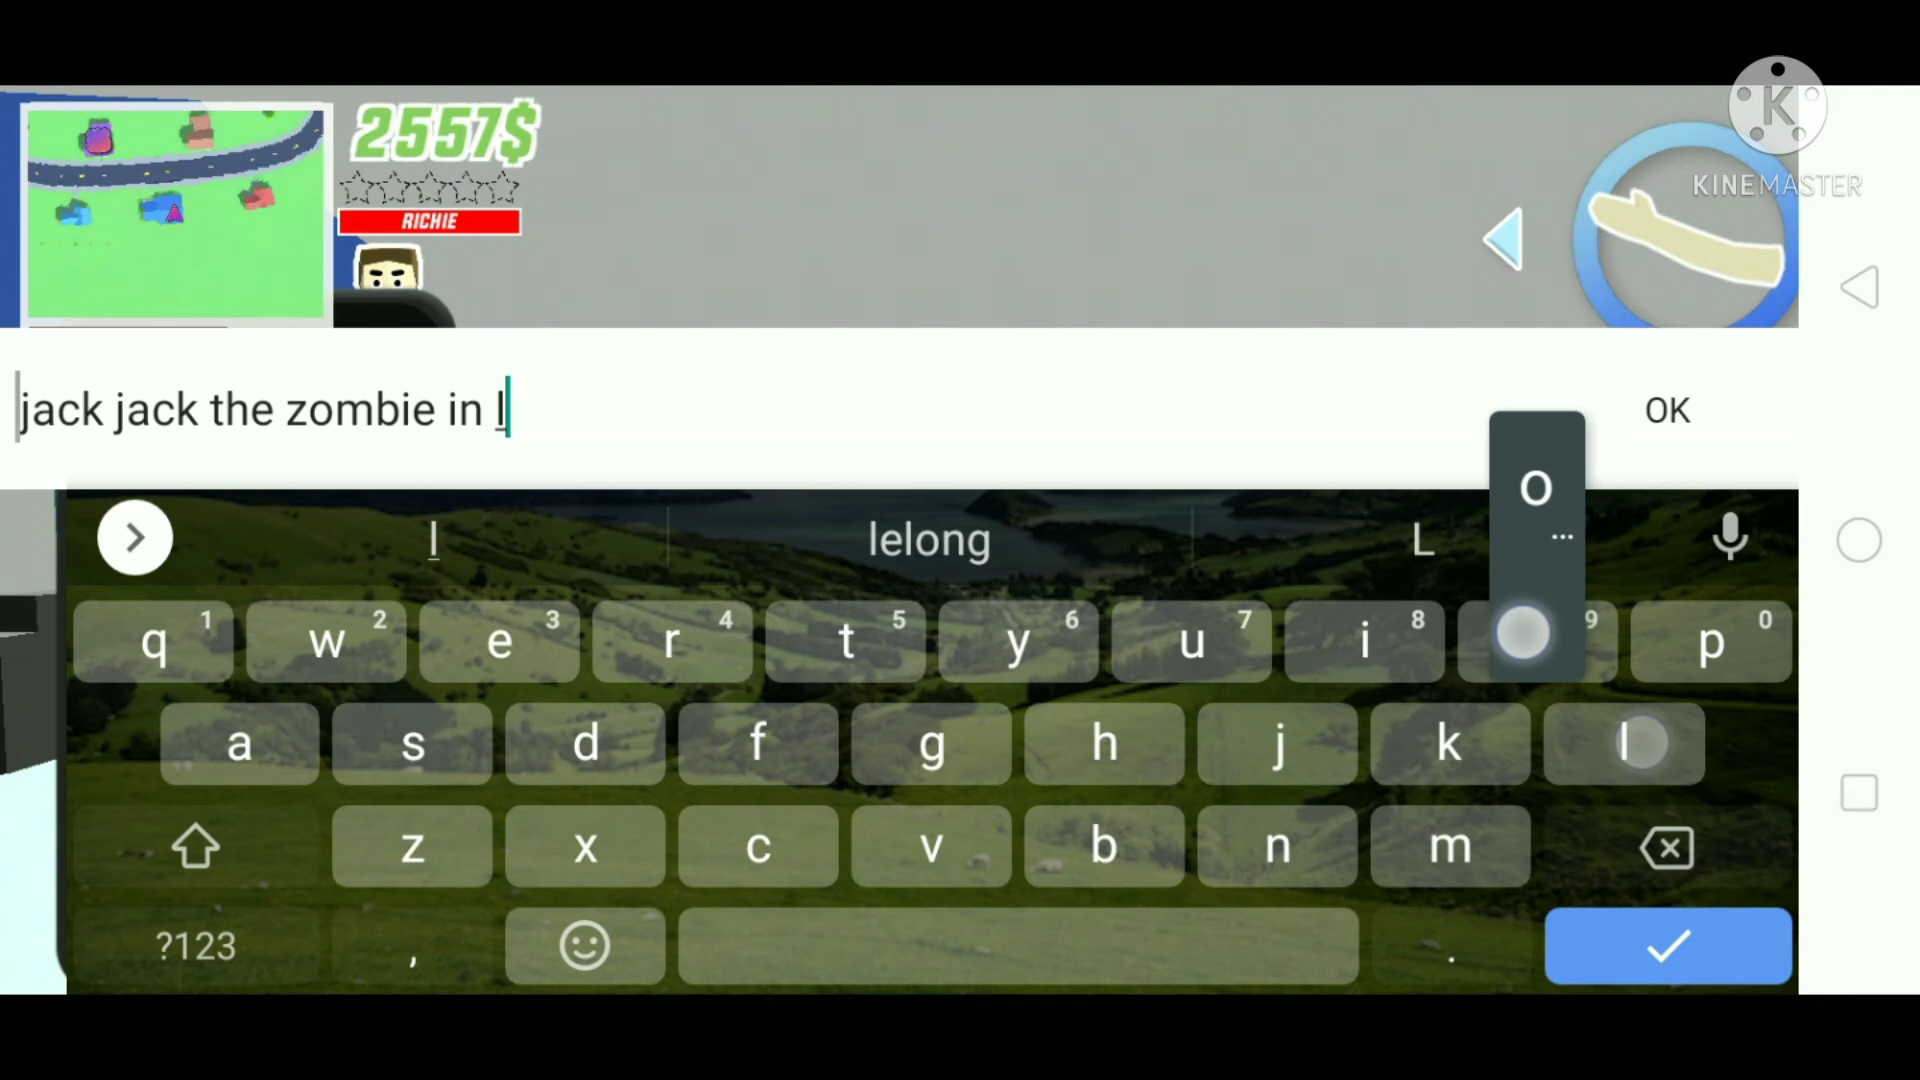 2557$
RICHIE
K
KINEMASTER
jack jack the zombie in l
OK
o
...
l
lelong
L
q 1 w 2 e 3 r 4 t 5 y 6 u 7 i 8 9 p 0
a s d f g h j k l
z x c v b n m
?123 , .